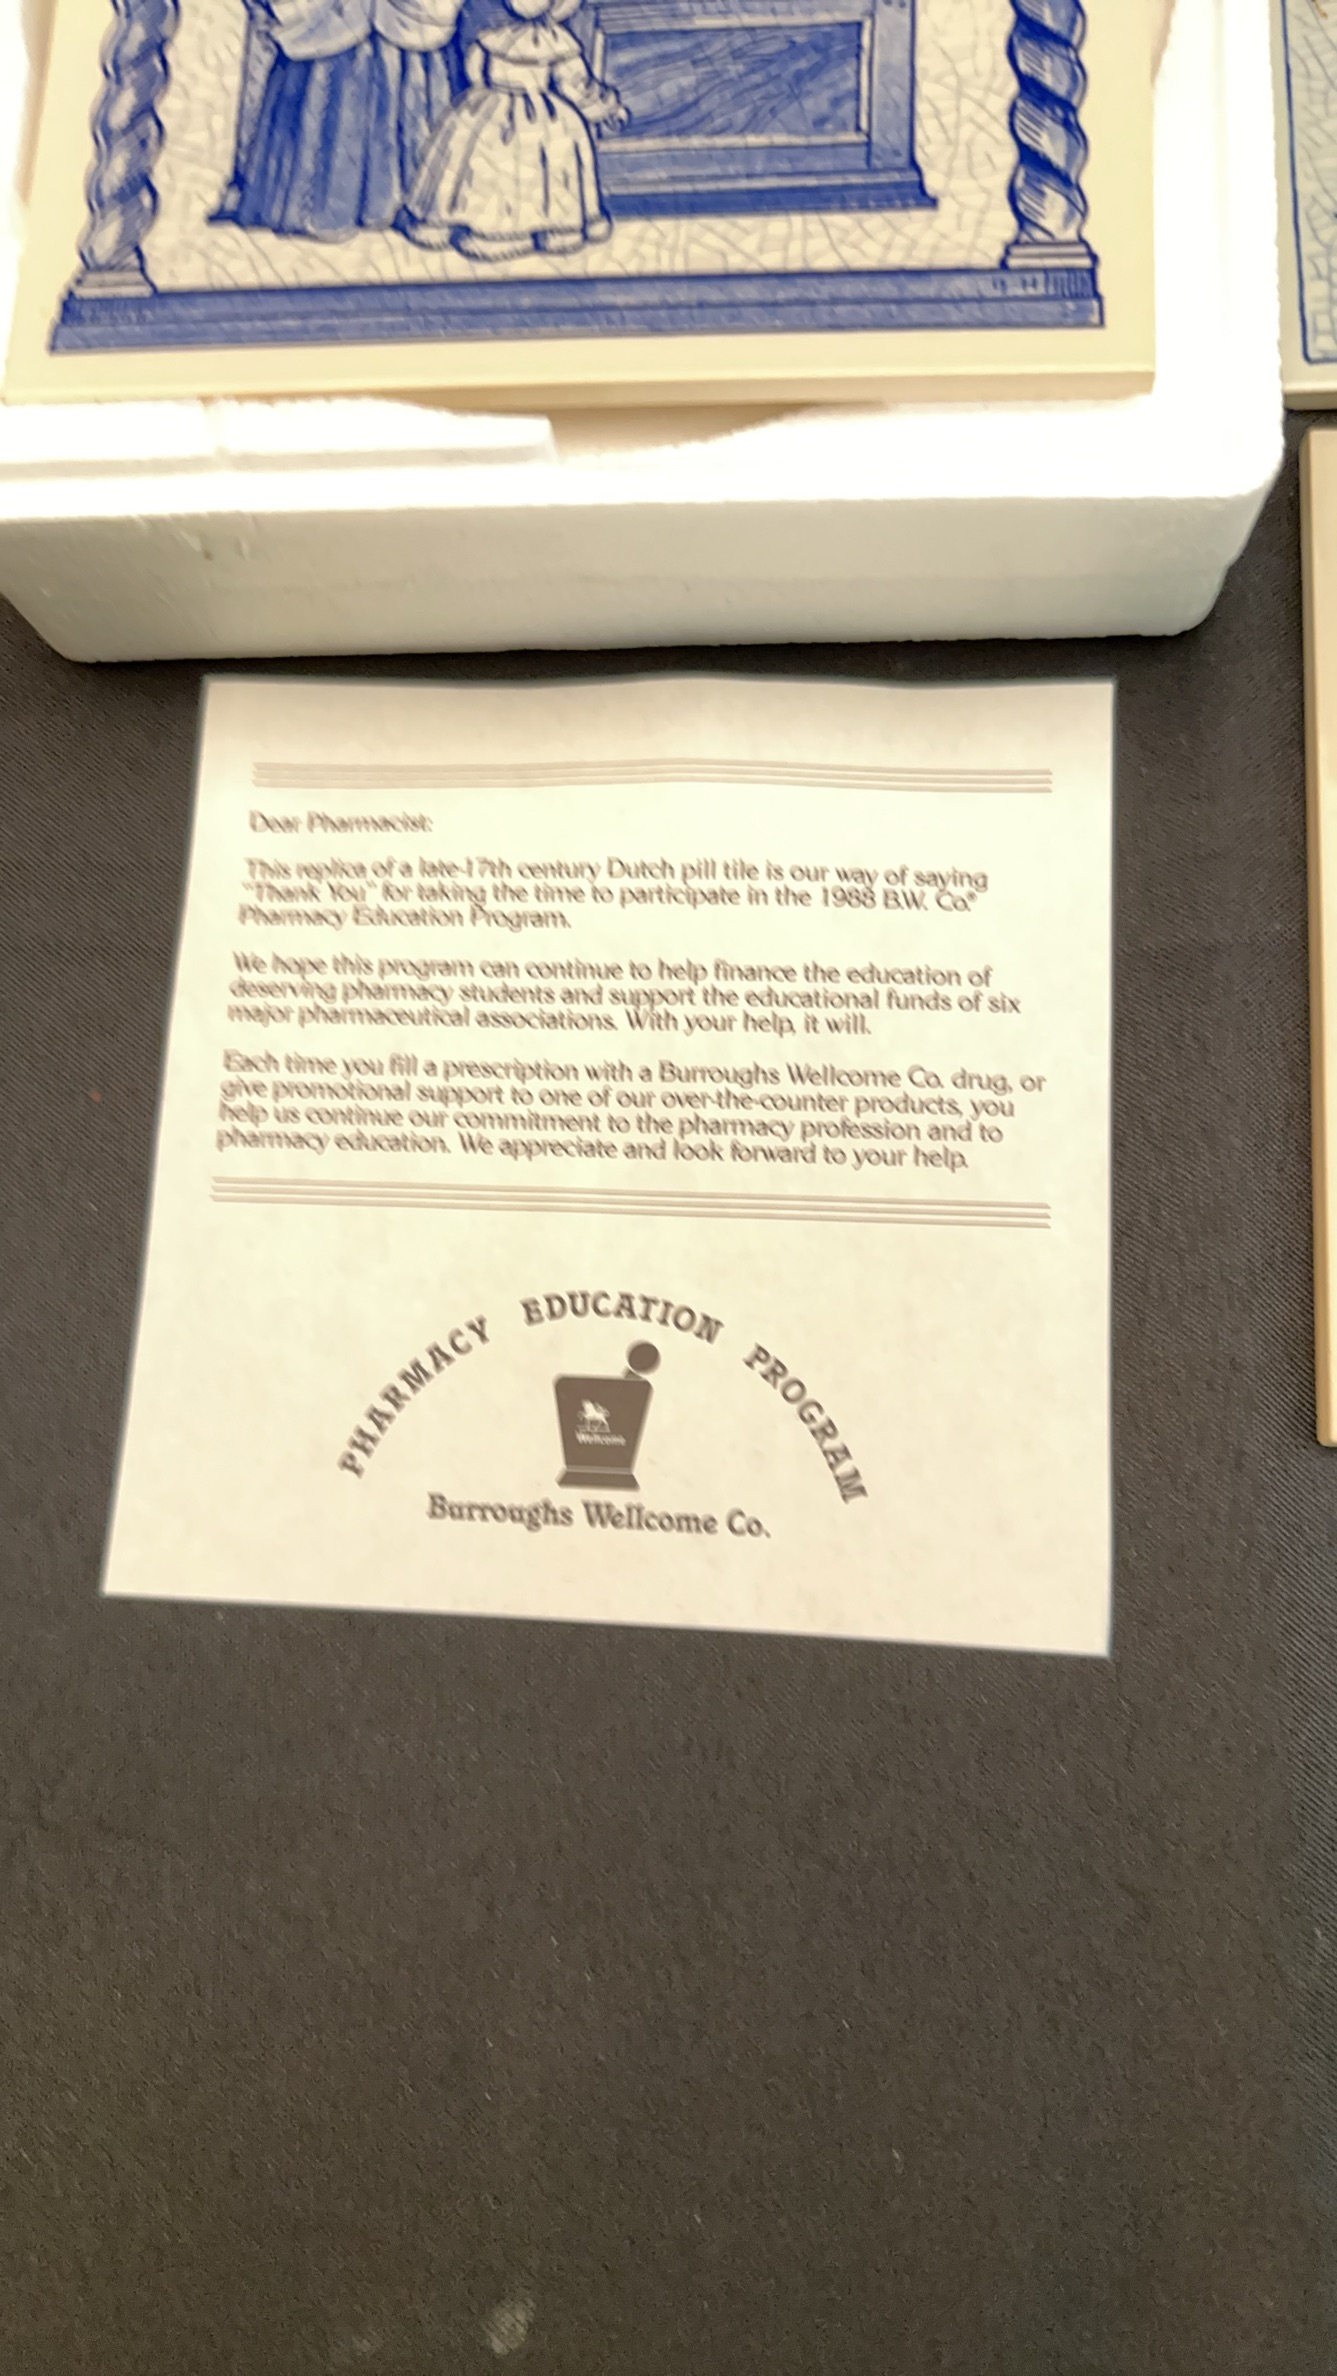 Dear Pharmacist:
This replica of a late-17th century Dutch pill tile is our way of saying
"Thank You" for taking the time to participate in the 1988 B.W. Co.®
Pharmacy Education Program.
We hope this program can continue to help finance the education of
deserving pharmacy students and support the educational funds of six
major pharmaceutical associations. With your help, it will.
Each time you fill a prescription with a Burroughs Wellcome Co. drug, or
give promotional support to one of our over-the-counter products, you
help us continue our commitment to the pharmacy profession and to
pharmacy education. We appreciate and look forward to your help.
PHARMACY EDUCATION PROGRAM
Wellcome
Burroughs Wellcome Co.